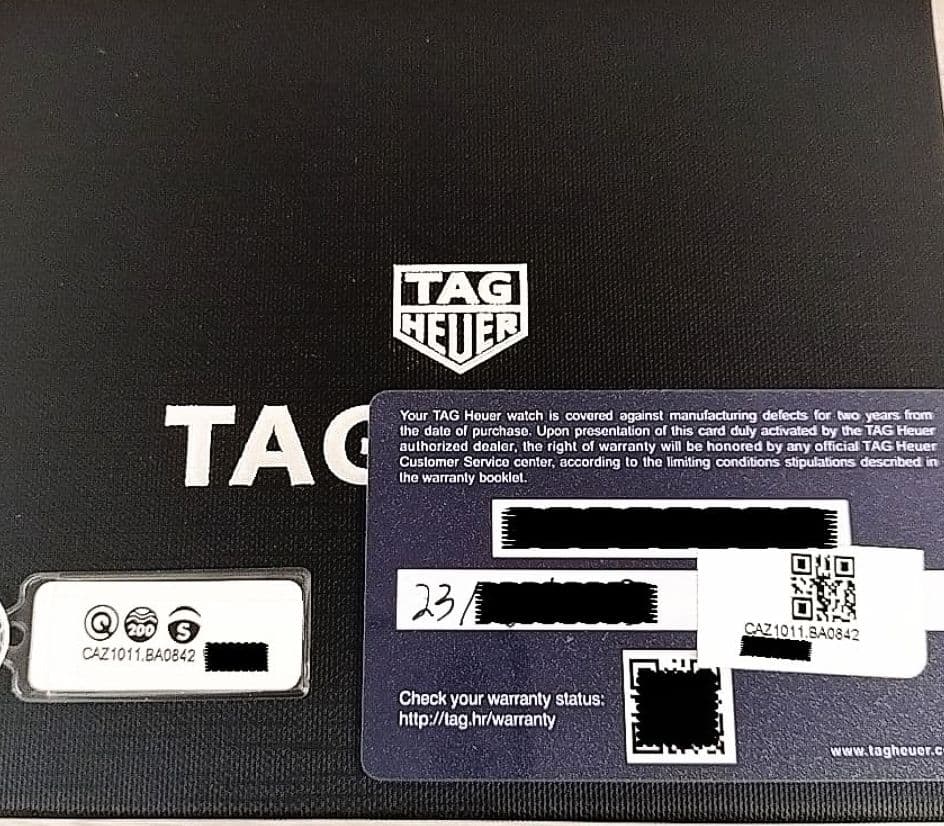 TAG
HEUER
TAG
Your TAG Heuer watch is covered against manufacturing defects for two years from
the date of purchase. Upon presentation of this card duly activated by the TAG Heuer
authorized dealer, the right of warranty will be honored by any official TAG Heuer
Customer Service center, according to the limiting conditions stipulations described in
the warranty booklet.
23/
CAZ1011.BA0842
Q 200 S
CAZ1011.BA0842
Check your warranty status:
http://tag.hr/warranty
www.tagheuer.c